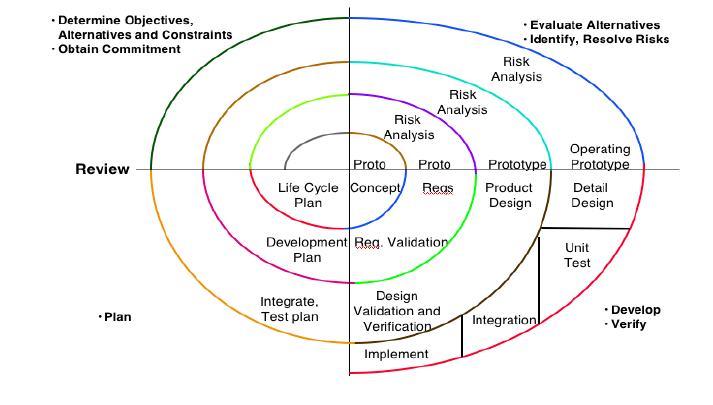 · Determine Objectives,
Alternatives and Constraints
· Obtain Commitment
· Evaluate Alternatives
· Identify, Resolve Risks
Risk
Analysis
Risk
Analysis
Risk
Analysis
Operating
Prototype
Proto
Proto
Prototype
Review
Life Cycle
Plan
Concept
Reqs
Product
Design
Detail
Design
Development
Plan
Req. Validation
Unit
Test
Integrate,
Test plan
Design
Validation and
Verification
Integration
Implement
· Plan
· Develop
· Verify